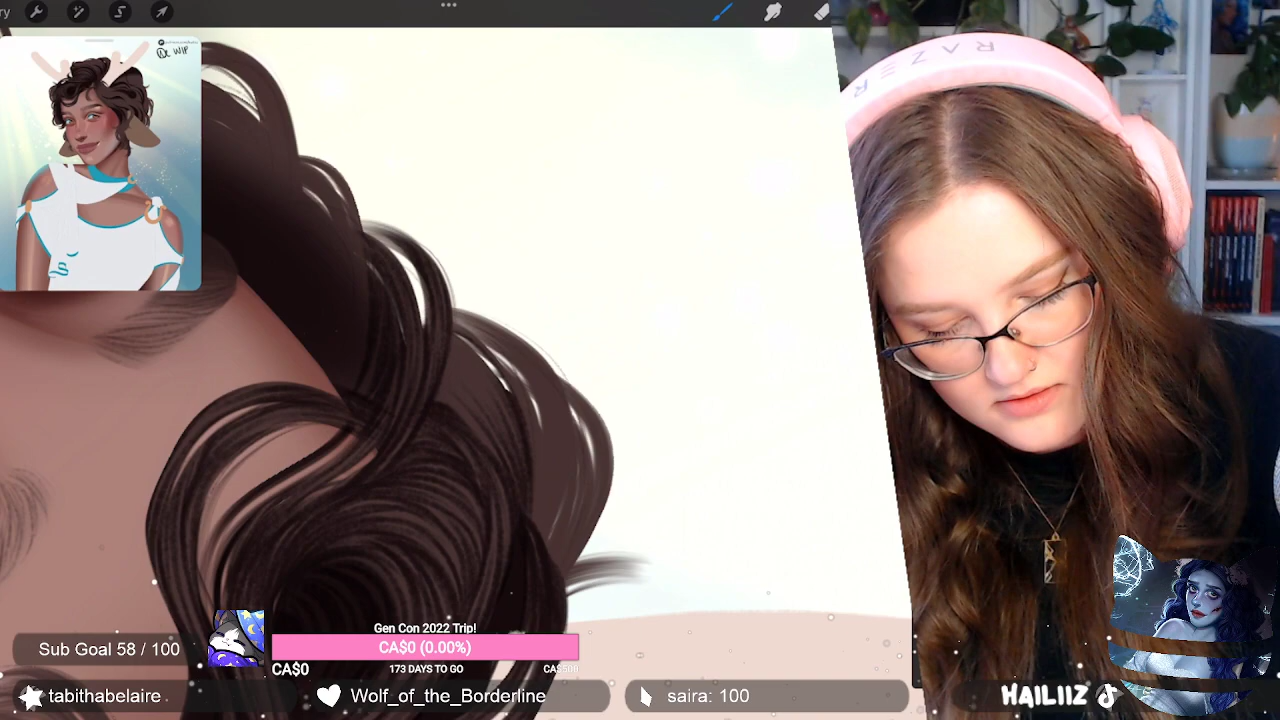 ry
WIP
RAZER
Gen Con 2022 Trip!
Sub Goal 58 / 100
CA$0 (0.00%)
CA$0
173 DAYS TO GO
tabithabelaire
Wolf_of_the_Borderline
saira: 100
HAILIIZ